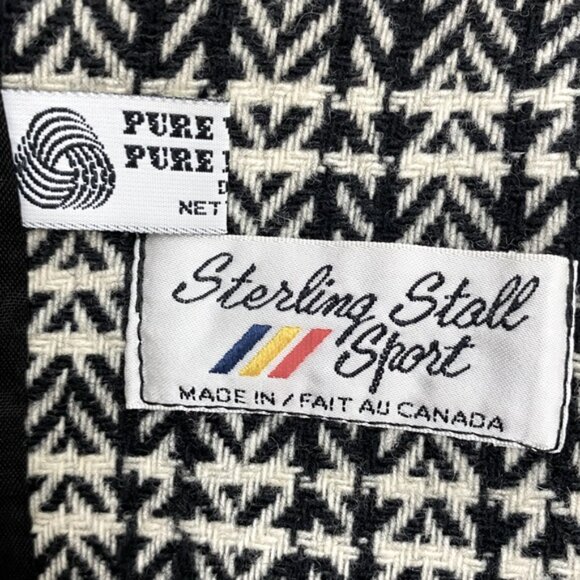 PURE
PURE
NET
Sterling Stall
Sport
MADE IN / FAIT AU CANADA